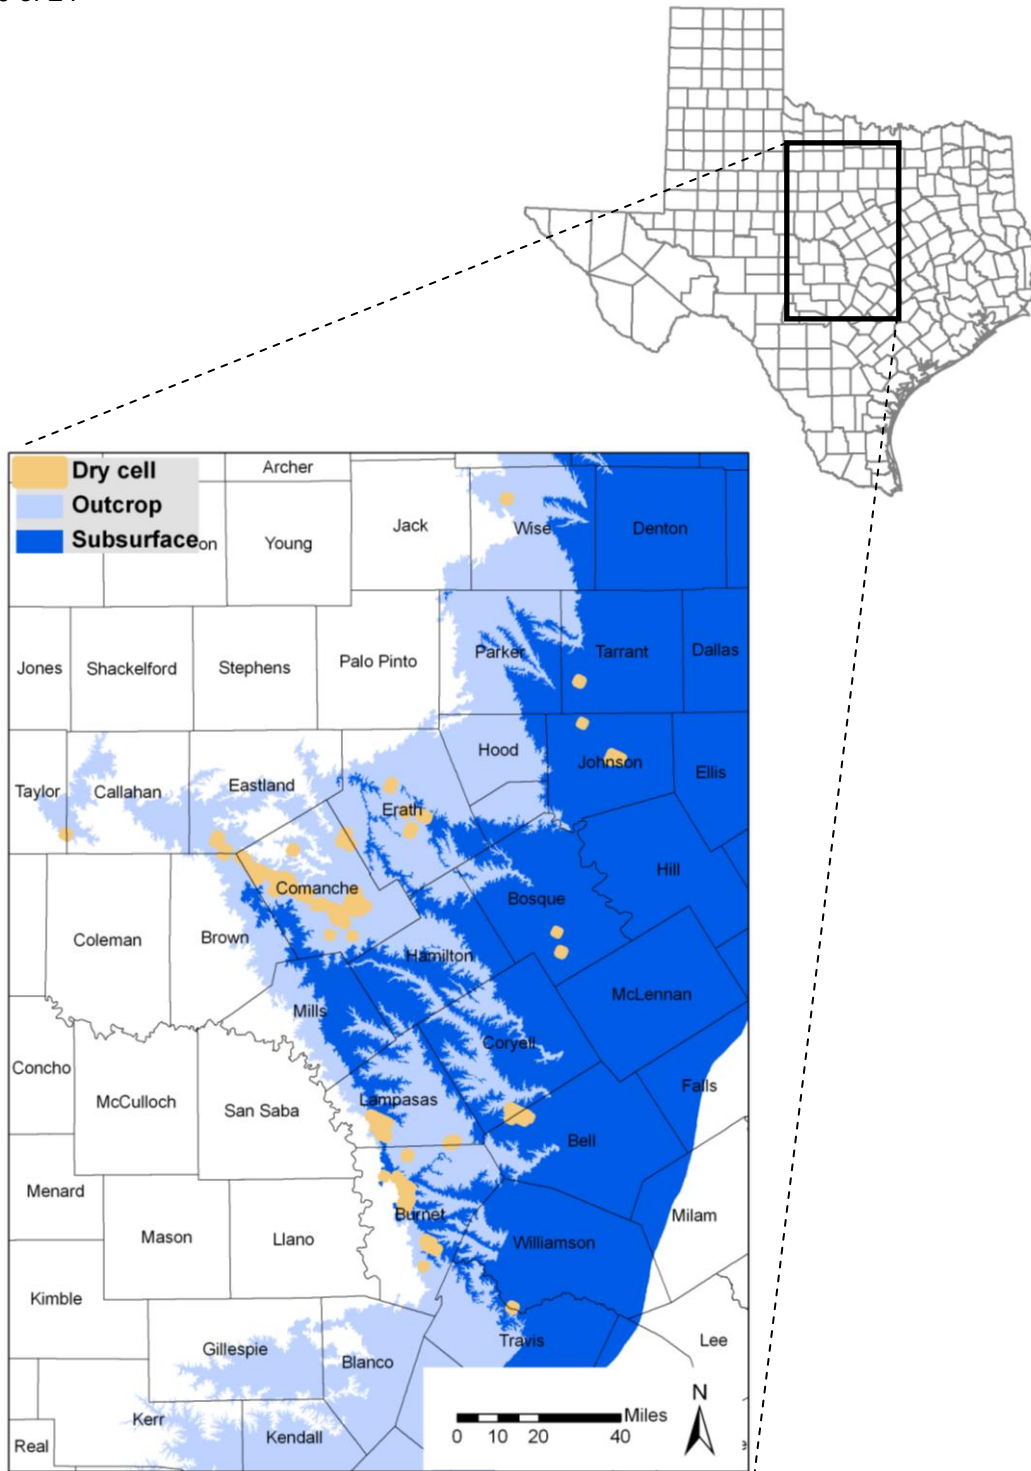 Dry cell
Outcrop
Subsurface
on
Archer
Young
Jack
Wise
Denton
Jones
Shackelford
Stephens
Palo Pinto
Parker
Tarrant
Dallas
Taylor
Callahan
Eastland
Erath
Hood
Johnson
Ellis
Coleman
Brown
Comanche
Hamilton
Bosque
Hill
Mills
McLennan
Concho
McCulloch
San Saba
Lampasas
Coryell
Falls
Bell
Menard
Mason
Llano
Burnet
Williamson
Milam
Kimble
Gillespie
Blanco
Travis
Lee
Real
Kerr
Kendall
N
Miles
0 10 20 40